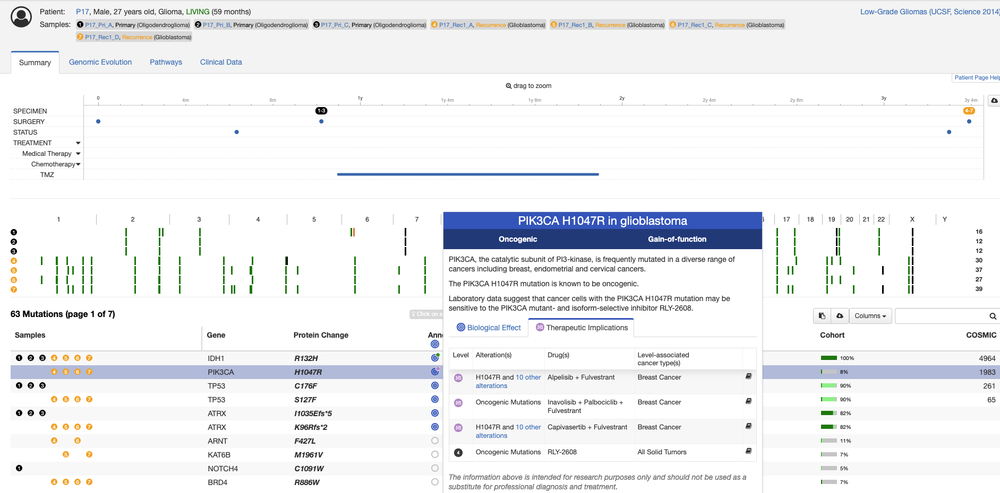 Patient: P17, Male, 27 years old, Glioma, LIVING (59 months)
Low-Grade Gliomas (UCSF, Science 2014)
Samples: 1 P17_Pri_A, Primary (Oligodendroglioma) 2 P17_Pri_B, Primary (Oligodendroglioma) 3 P17_Pri_C, Primary (Oligodendroglioma) 4 P17_Rec1_A, Recurrence (Glioblastoma) 5 P17_Rec1_B, Recurrence (Glioblastoma) 6 P17_Rec1_C, Recurrence (Glioblastoma)
7 P17_Rec1_D, Recurrence (Glioblastoma)
Summary Genomic Evolution Pathways Clinical Data
Patient Page Help
drag to zoom
0 4m 8m 1y 1y 4m 1y 8m 2y 2y 4m 2y 8m 3y 3y 4m
SPECIMEN 1-3 4-7
SURGERY
STATUS
TREATMENT
Medical Therapy
Chemotherapy
TMZ
1 2 3 4 5 6 7 17 18 19 20 21 22 X Y
1 16
2 12
3 12
4 30
5 37
6 27
7 39
63 Mutations (page 1 of 7)
Click on a
Columns
Samples Gene Protein Change Anno Cohort COSMIC
1 2 3 4 5 6 7 IDH1 R132H 100% 4964
4 5 6 7 PIK3CA H1047R 8% 1983
1 2 3 TP53 C176F 90% 261
4 5 6 7 TP53 S127F 90% 65
1 2 3 ATRX I1035Efs*5 82%
4 5 6 7 ATRX K96Rfs*2 82%
4 6 ARNT F427L 11%
5 7 KAT6B M1961V 7%
1 NOTCH4 C1091W 5%
4 5 6 7 BRD4 R886W 7%
PIK3CA H1047R in glioblastoma
Oncogenic Gain-of-function
PIK3CA, the catalytic subunit of PI3-kinase, is frequently mutated in a diverse range of
cancers including breast, endometrial and cervical cancers.
The PIK3CA H1047R mutation is known to be oncogenic.
Laboratory data suggest that cancer cells with the PIK3CA H1047R mutation may be
sensitive to the PIK3CA mutant- and isoform-selective inhibitor RLY-2608.
Biological Effect 3B Therapeutic Implications
Level Alteration(s) Drug(s) Level-associated
cancer type(s)
3B H1047R and 10 other Alpelisib + Fulvestrant Breast Cancer
alterations
3B Oncogenic Mutations Inavolisib + Palbociclib + Breast Cancer
Fulvestrant
3B H1047R and 10 other Capivasertib + Fulvestrant Breast Cancer
alterations
4 Oncogenic Mutations RLY-2608 All Solid Tumors
The information above is intended for research purposes only and should not be used as a
substitute for professional diagnosis and treatment.